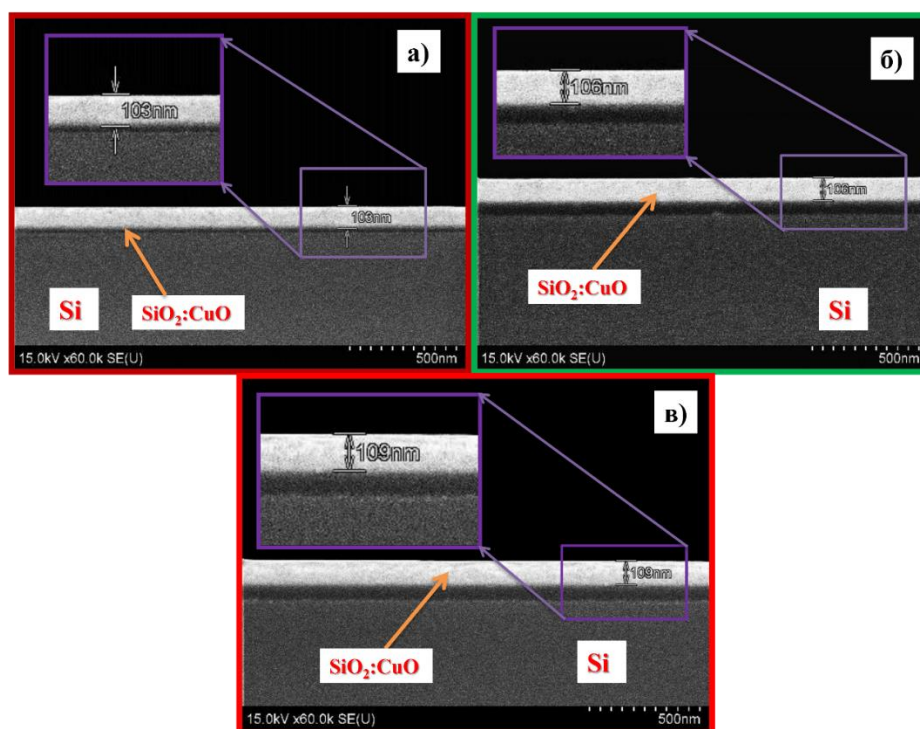 а)
103nm
103nm
SiO₂:CuO
Si
15.0kV x60.0k SE(U)
500nm
б)
106nm
106nm
SiO₂:CuO
Si
15.0kV x60.0k SE(U)
500nm
в)
109nm
109nm
SiO₂:CuO
Si
15.0kV x60.0k SE(U)
500nm